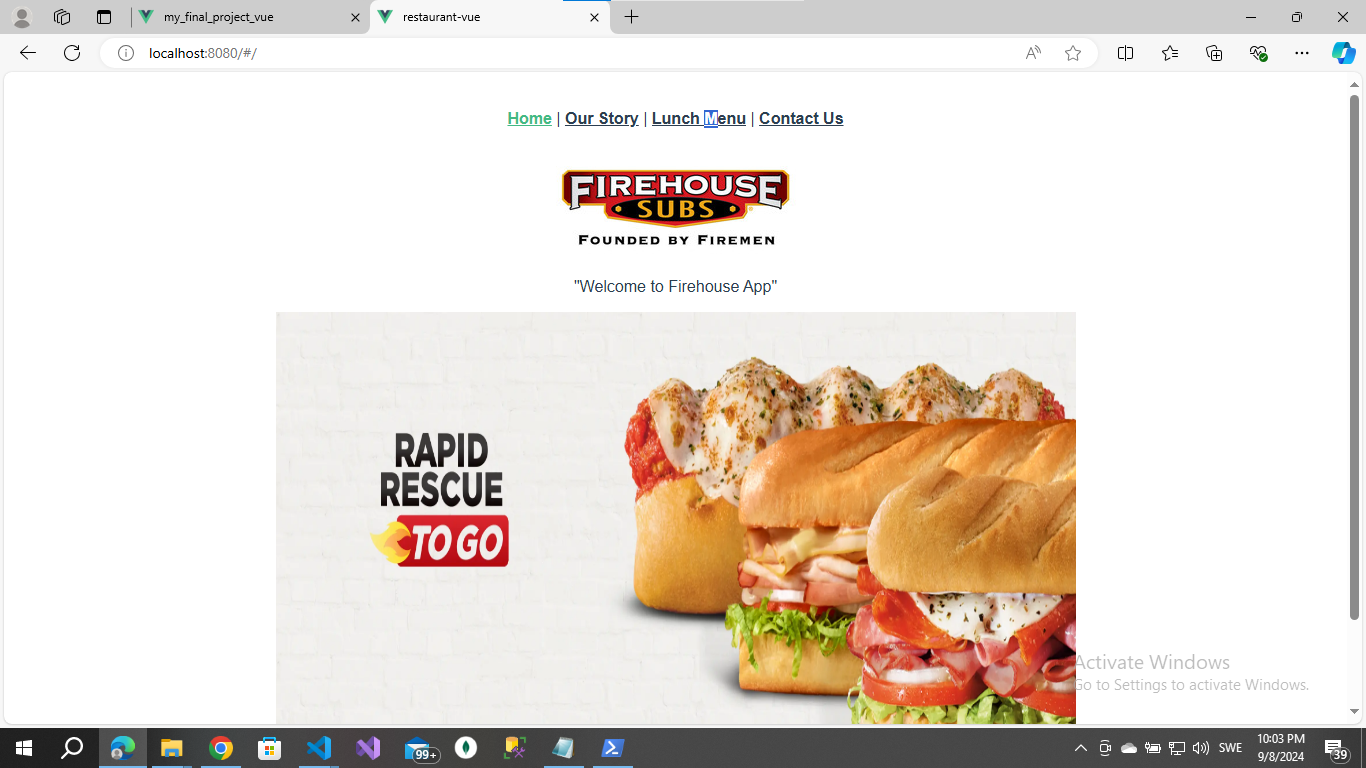 my_final_project_vue
restaurant-vue
localhost:8080/#/
Home | Our Story | Lunch Menu | Contact Us
FIREHOUSE
SUBS
FOUNDED BY FIREMEN
"Welcome to Firehouse App"
RAPID
RESCUE
TO GO
Activate Windows
Go to Settings to activate Windows.
99+
SWE
10:03 PM
9/8/2024
39